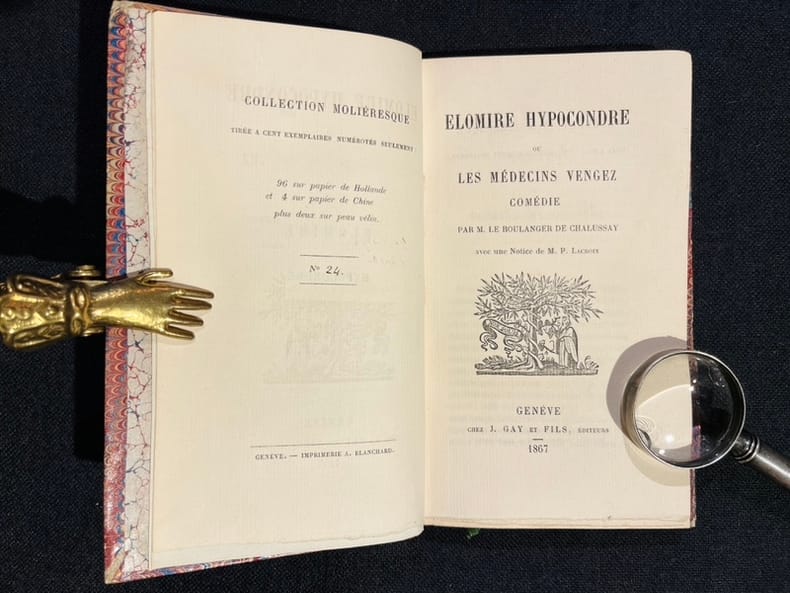 COLLECTION MOLIÉRESQUE
TIRÉE A CENT EXEMPLAIRES NUMÉROTÉS SEULEMENT:
96 sur papier de Hollande
et 4 sur papier de Chine
plus deux sur peau vélin.
No 24.
GENÈVE. — IMPRIMERIE A. BLANCHARD.
ELOMIRE HYPOCONDRE
OU
LES MÉDECINS VENGEZ
COMÉDIE
PAR M. LE BOULANGER DE CHALUSSAY
avec une Notice de M. P. LACROIX
GENÈVE
CHEZ J. GAY ET FILS, ÉDITEURS
1867